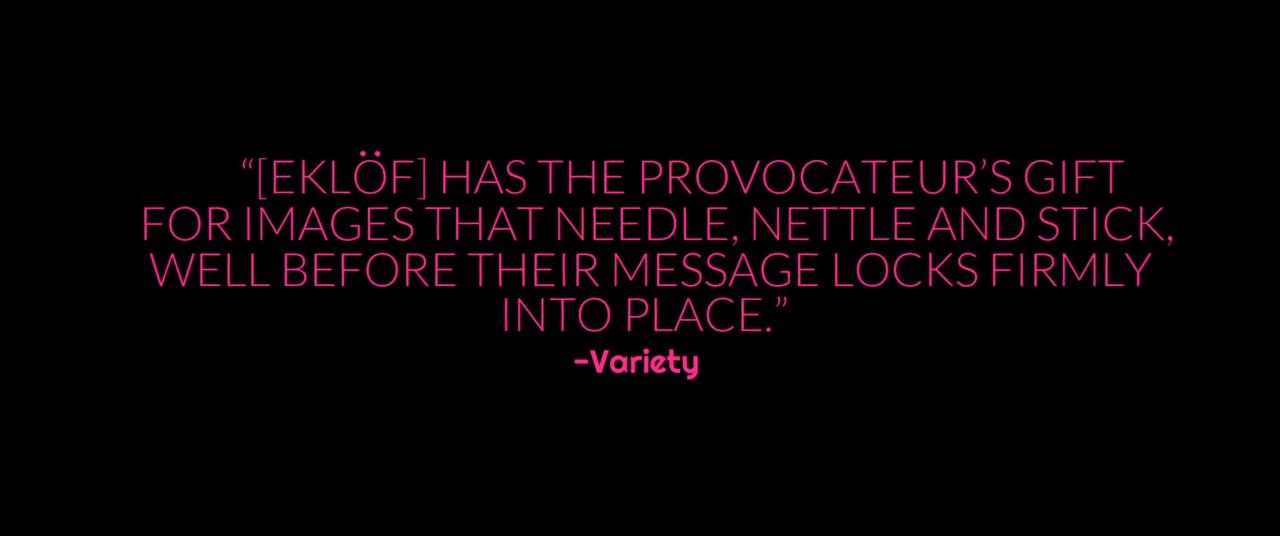 “[EKLÖF] HAS THE PROVOCATEUR’S GIFT
FOR IMAGES THAT NEEDLE, NETTLE AND STICK,
WELL BEFORE THEIR MESSAGE LOCKS FIRMLY
INTO PLACE.”
-Variety